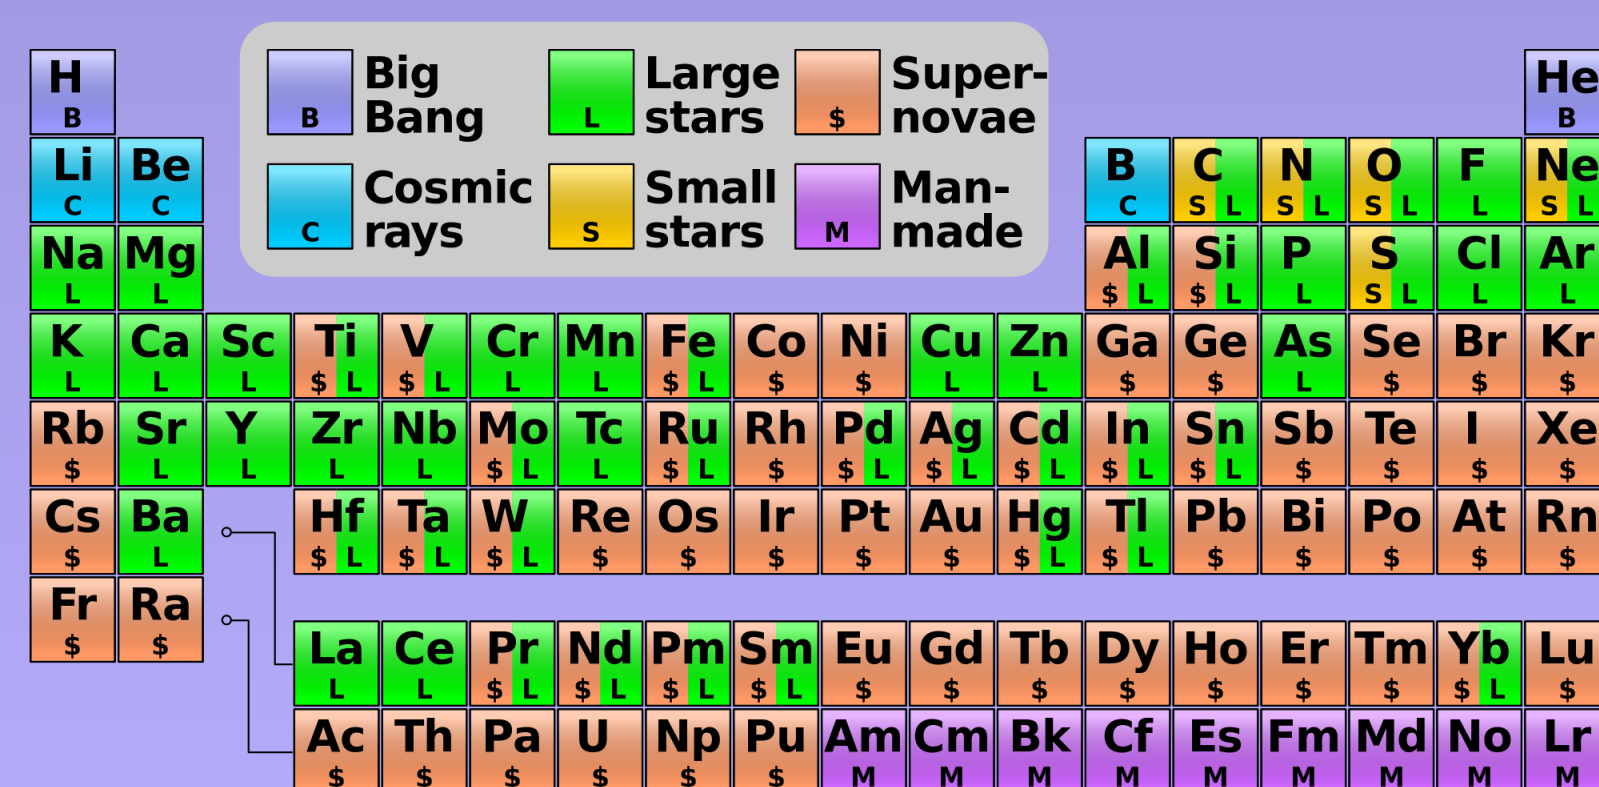 H He
B B
Big Large Super-
Bang stars novae
B L $
Cosmic Small Man-
rays stars made
C S M
Li Be B C N O F Ne
C C C S L S L S L L S L
Na Mg Al Si P S Cl Ar
L L $ L $ L L S L L L
K Ca Sc Ti V Cr Mn Fe Co Ni Cu Zn Ga Ge As Se Br Kr
L L L $ L $ L L L $ L $ $ L L $ $ L $ $ $
Rb Sr Y Zr Nb Mo Tc Ru Rh Pd Ag Cd In Sn Sb Te I Xe
$ L L L L $ L L $ L $ $ L $ L $ L $ L $ L $ $ $ $
Cs Ba Hf Ta W Re Os Ir Pt Au Hg Tl Pb Bi Po At Rn
$ L $ L $ L $ L $ $ $ $ $ $ L $ L $ $ $ $ $
Fr Ra
$ $
La Ce Pr Nd Pm Sm Eu Gd Tb Dy Ho Er Tm Yb Lu
L L $ L $ L $ L $ L $ $ $ $ $ $ $ $ L $
Ac Th Pa U Np Pu Am Cm Bk Cf Es Fm Md No Lr
$ $ $ $ $ $ M M M M M M M M M